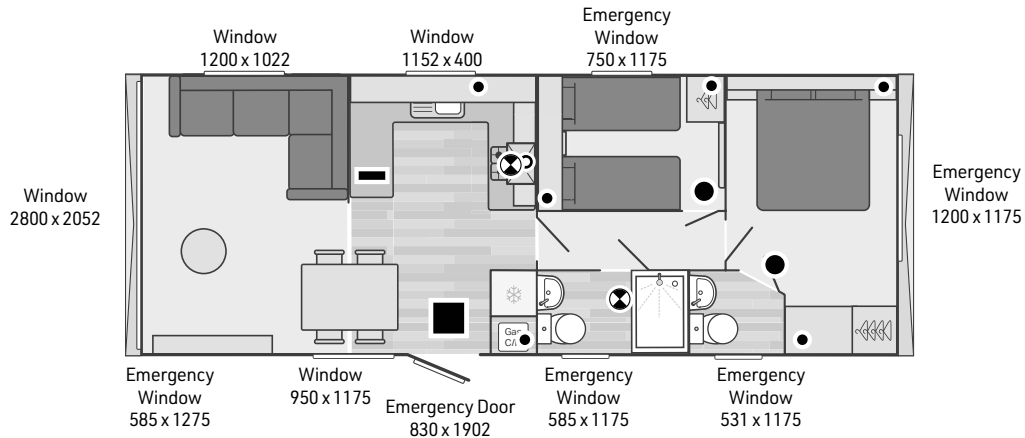 Window
1200 x 1022
Window
1152 x 400
Emergency
Window
750 x 1175
Window
2800 x 2052
Emergency
Window
1200 x 1175
Gas
Emergency
Window
585 x 1275
Window
950 x 1175
Emergency Door
830 x 1902
Emergency
Window
585 x 1175
Emergency
Window
531 x 1175